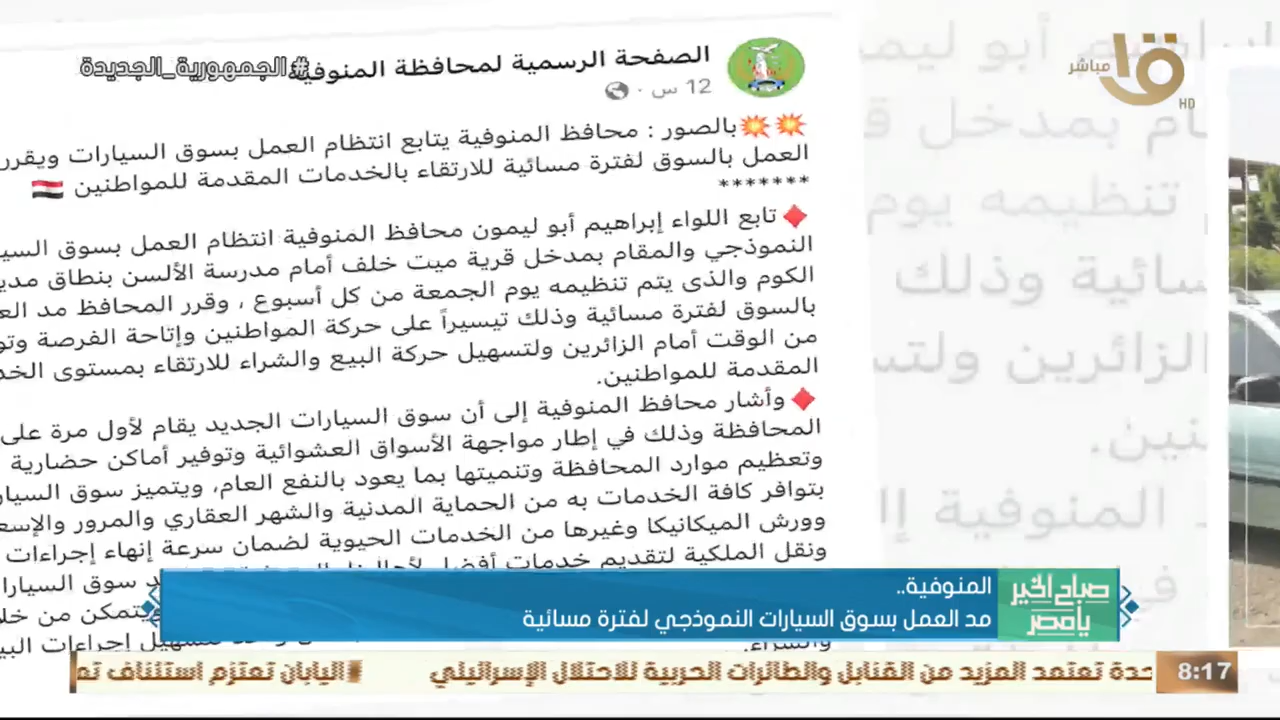 الصفحة الرسمية لمحافظة المنوفية
#الجمهورية_الجديدة
مباشر
HD
12 س
بالصور : محافظ المنوفية يتابع انتظام العمل بسوق السيارات ويقرر
العمل بالسوق لفترة مسائية للارتقاء بالخدمات المقدمة للمواطنين
*******
تابع اللواء إبراهيم أبو ليمون محافظ المنوفية انتظام العمل بسوق
النموذجي والمقام بمدخل قرية ميت خلف أمام مدرسة الألسن بنطاق
الكوم والذى يتم تنظيمه يوم الجمعة من كل أسبوع ، وقرر المحافظ مد
بالسوق لفترة مسائية وذلك تيسيراً على حركة المواطنين وإتاحة الفرصة
من الوقت أمام الزائرين ولتسهيل حركة البيع والشراء للارتقاء بمستوى
المقدمة للمواطنين.
وأشار محافظ المنوفية إلى أن سوق السيارات الجديد يقام لأول مرة على
المحافظة وذلك في إطار مواجهة الأسواق العشوائية وتوفير أماكن حضارية
وتعظيم موارد المحافظة وتنميتها بما يعود بالنفع العام، ويتميز سوق
بتوافر كافة الخدمات به من الحماية المدنية والشهر العقاري والمرور
وورش الميكانيكا وغيرها من الخدمات الحيوية لضمان سرعة إنهاء إجراءات
ونقل الملكية لتقديم خدمات أفضل
سوق
من
إجراءات
صباح الخير
يا مصر
المنوفية..
مد العمل بسوق السيارات النموذجي لفترة مسائية
تعتمد المزيد من القنابل والطائرات الحربية للاحتلال الإسرائيلي #اليابان تعتزم استئناف
8:17